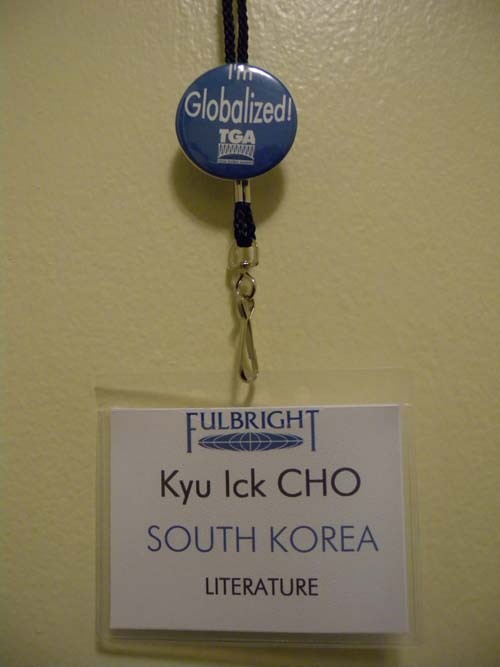 I'm
Globalized!
TGA
FULBRIGHT
Kyu Ick CHO
SOUTH KOREA
LITERATURE